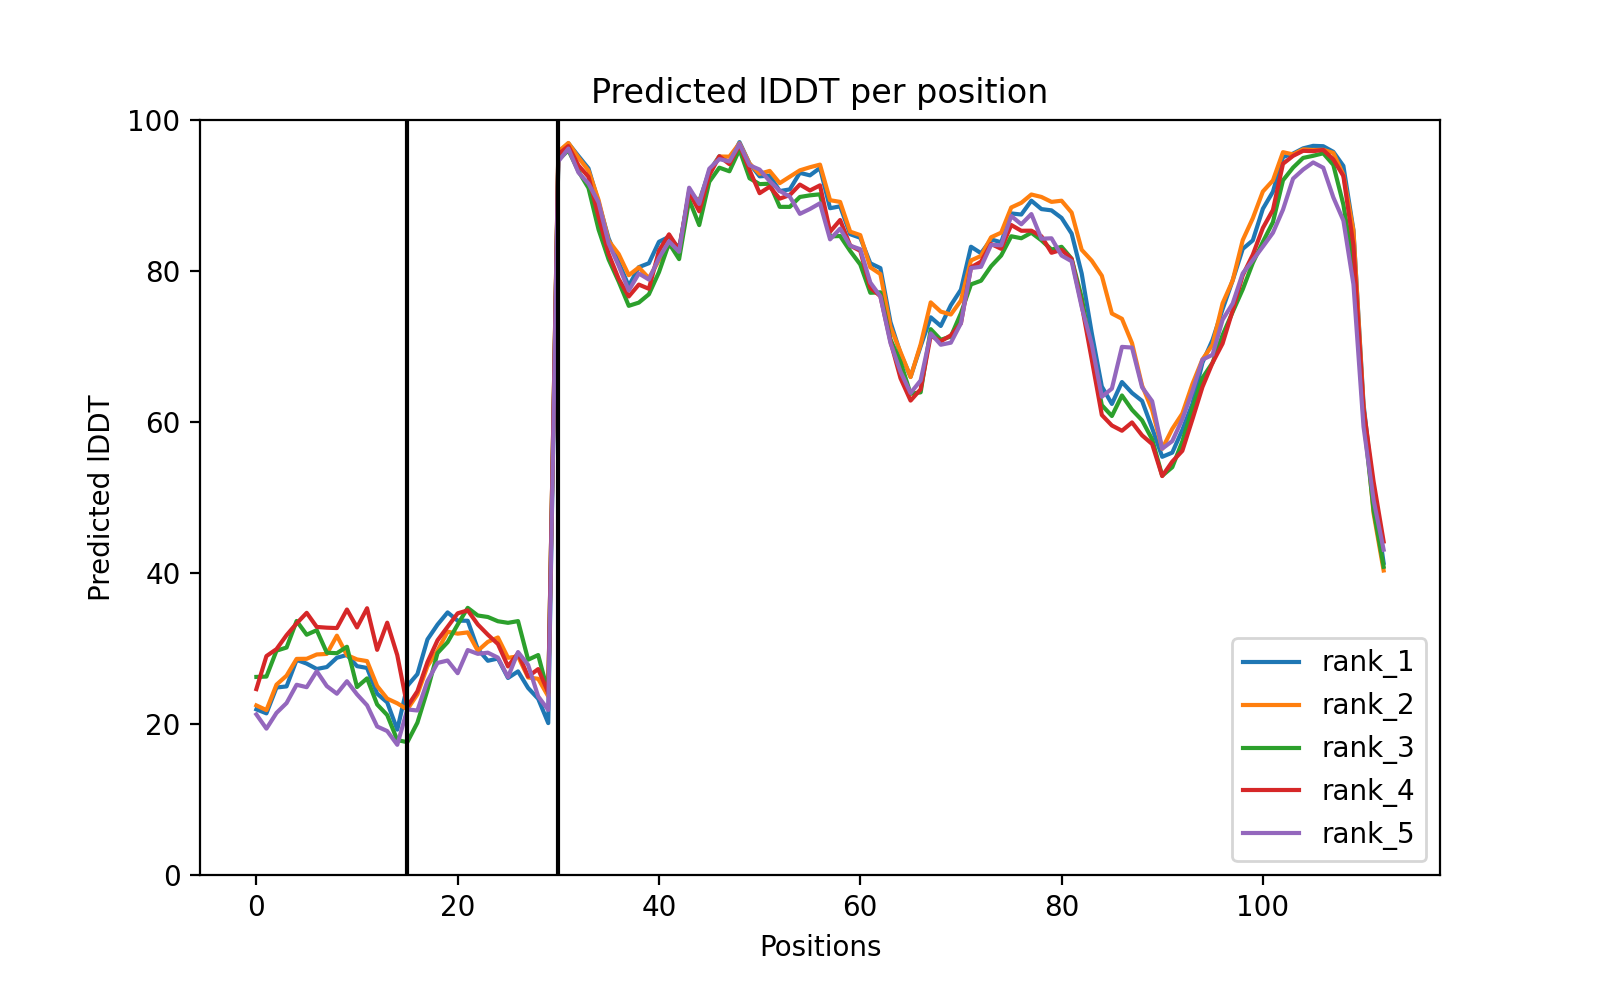 Predicted lDDT per position
Predicted lDDT
100
80
60
40
20
0
0 20 40 60 80 100
Positions
rank_1
rank_2
rank_3
rank_4
rank_5